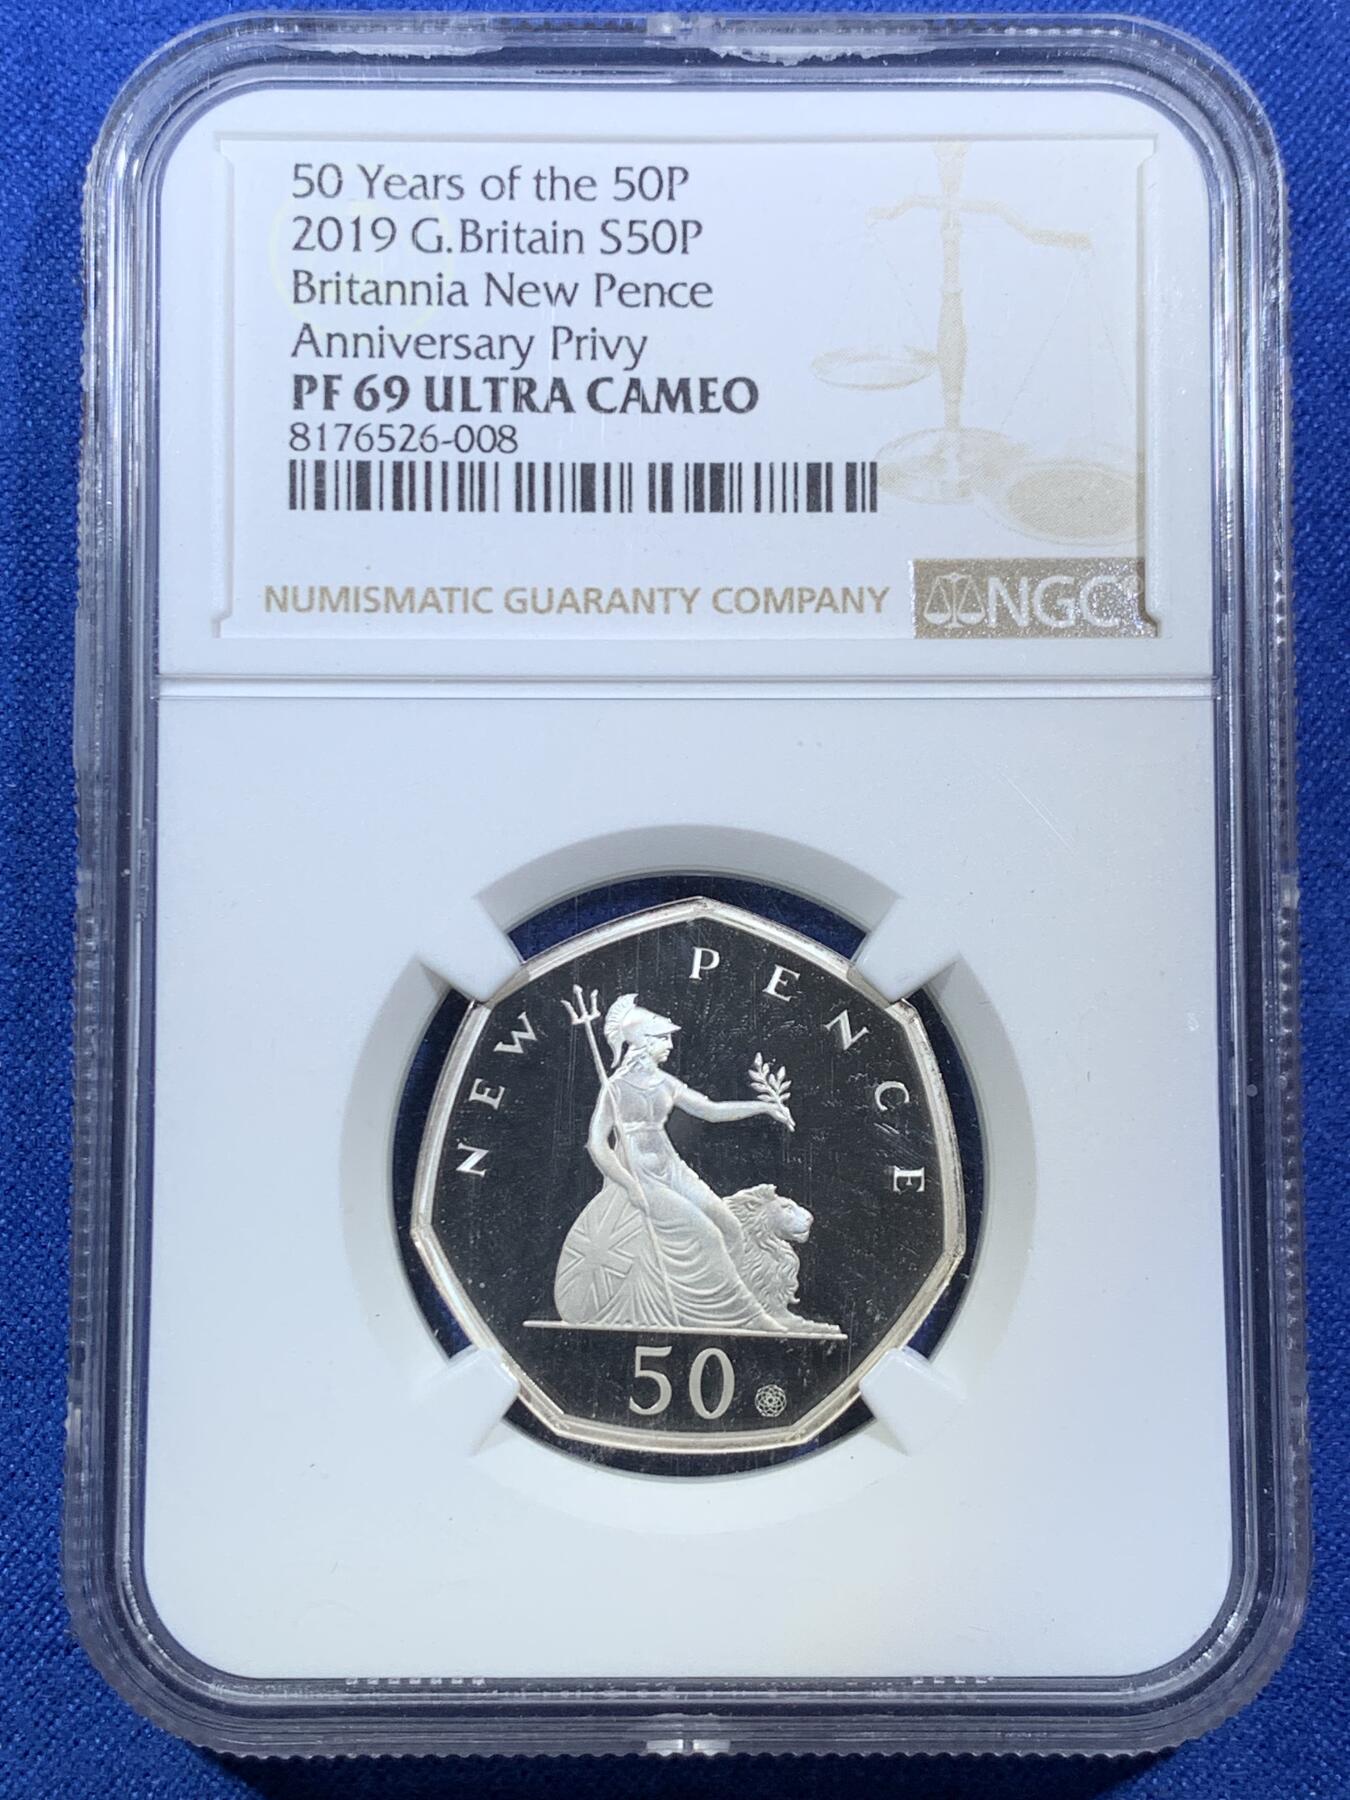 50 Years of the 50P
2019 G.Britain S50P
Britannia New Pence
Anniversary Privy
PF 69 ULTRA CAMEO
8176526-008
NUMISMATIC GUARANTY COMPANY
NGC®
NEW PENCE
50